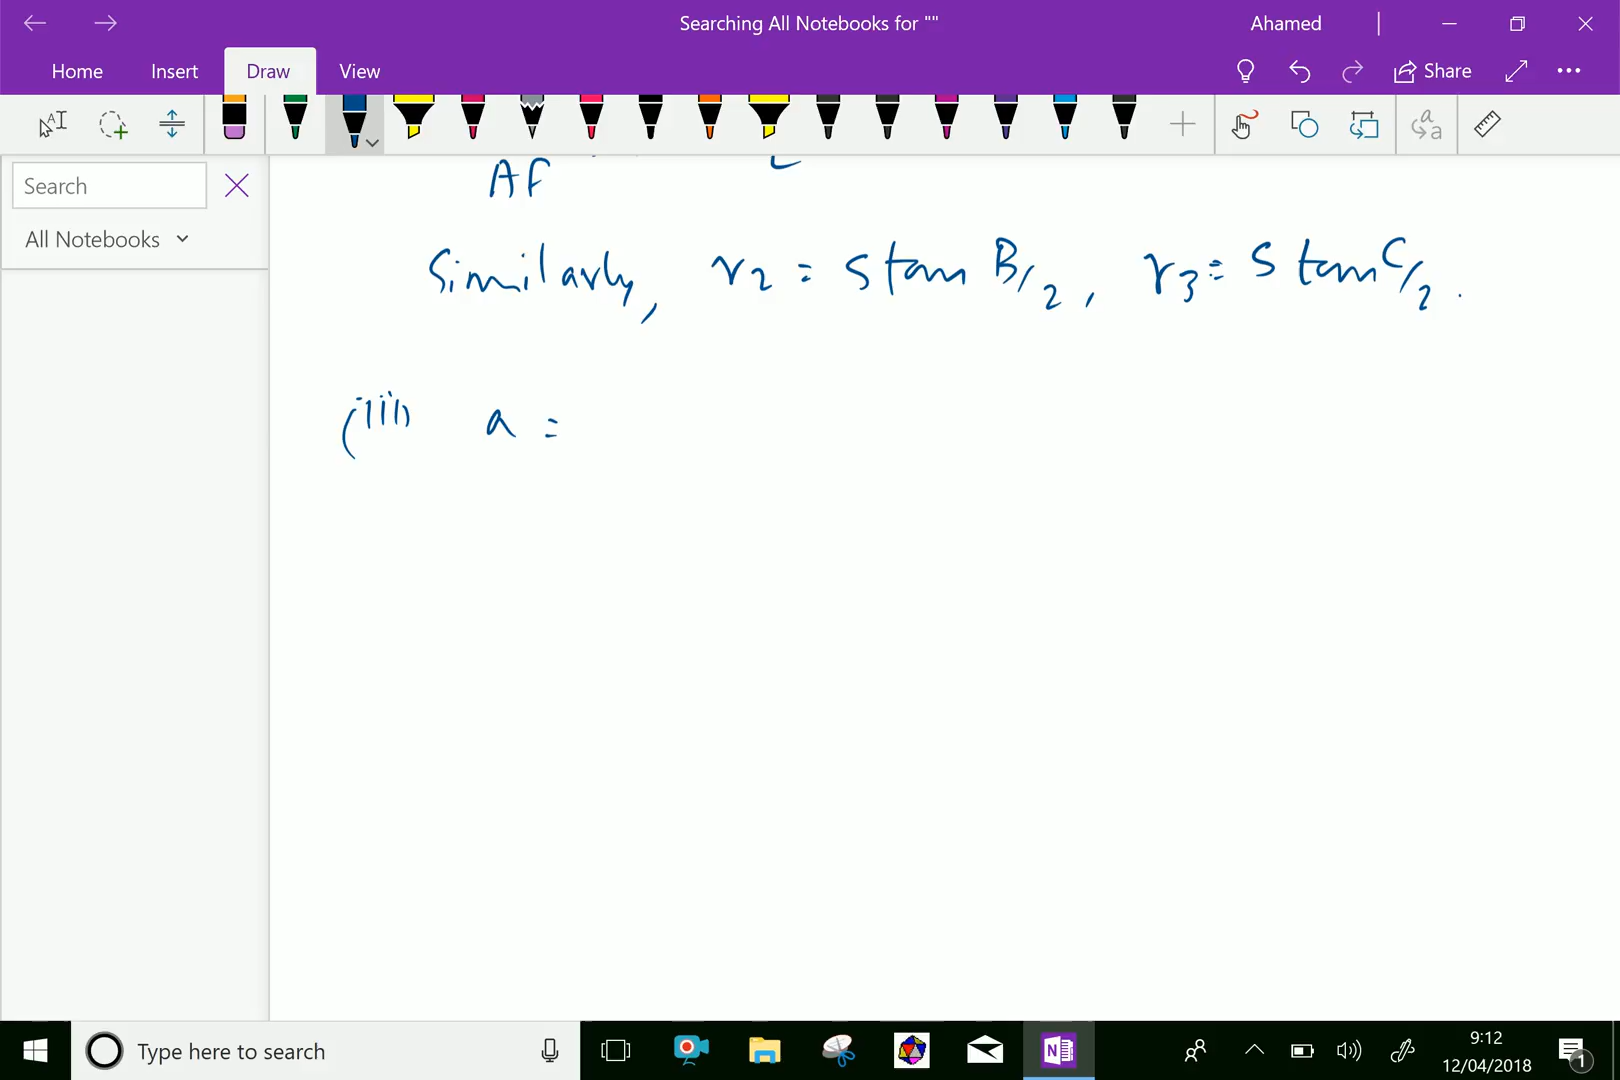 Searching All Notebooks for ""
Ahamed
Home Insert Draw View
Share
Search
All Notebooks
AF
Similarly, r2 = S tan B/2, r3 = S tan C/2.
(iii) a =
Type here to search
9:12
12/04/2018
1